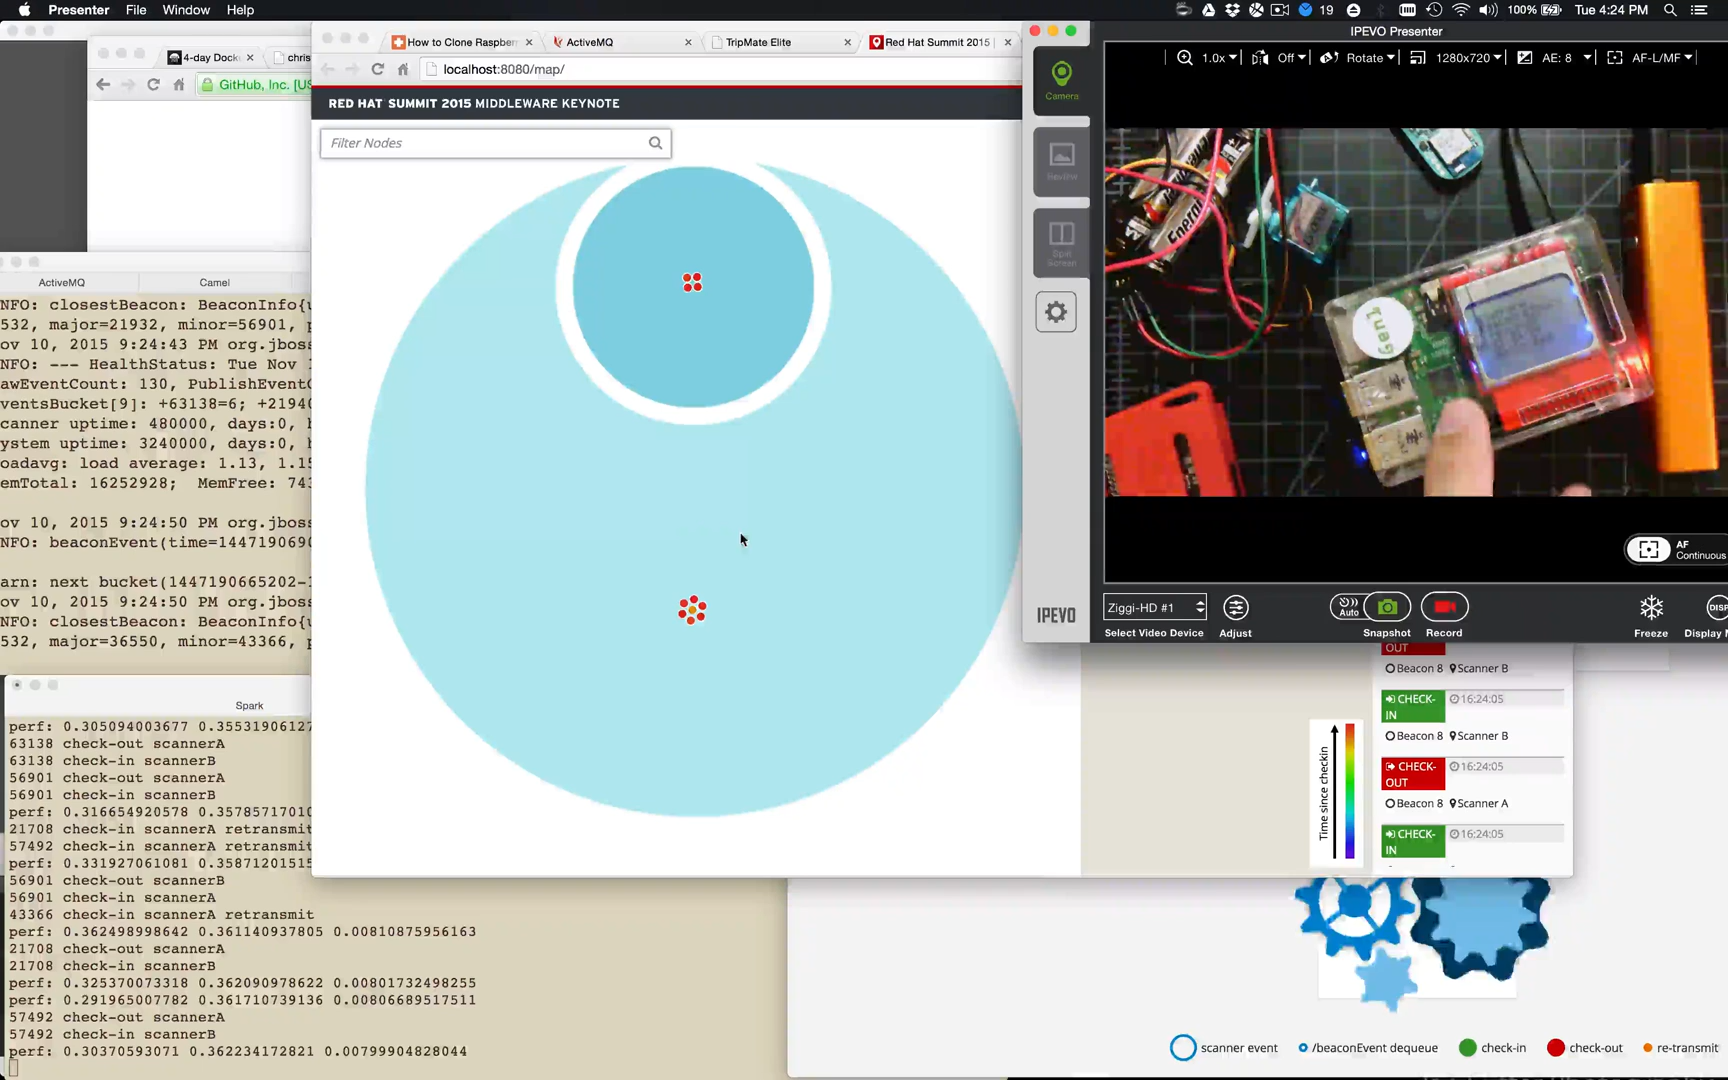 Presenter File Window Help
19 100% Tue 4:24 PM
4-day Dock
chris
GitHub, Inc. [US
How to Clone Raspber
ActiveMQ
TripMate Elite
Red Hat Summit 2015
localhost:8080/map/
RED HAT SUMMIT 2015 MIDDLEWARE KEYNOTE
Filter Nodes
ActiveMQ Camel
NFO: closestBeacon: BeaconInfo{u
532, major=21932, minor=56901, p
ov 10, 2015 9:24:43 PM org.jboss
NFO: --- HealthStatus: Tue Nov 1
awEventCount: 130, PublishEventC
ventsBucket[9]: +63138=6; +2194
canner uptime: 480000, days:0, h
ystem uptime: 3240000, days:0,
oadavg: load average: 1.13, 1.15
emTotal: 16252928; MemFree: 743
ov 10, 2015 9:24:50 PM org.jboss
NFO: beaconEvent(time=1447190690
arn: next bucket(1447190665202-1
ov 10, 2015 9:24:50 PM org.jboss
NFO: closestBeacon: BeaconInfo{u
532, major=36550, minor=43366, p
Spark
perf: 0.305094003677 0.35531906127
63138 check-out scannerA
63138 check-in scannerB
56901 check-out scannerA
56901 check-in scannerB
perf: 0.316654920578 0.35785717010
21708 check-in scannerA retransmit
57492 check-in scannerA retransmit
perf: 0.331927061081 0.35871201515
56901 check-out scannerB
56901 check-in scannerA
43366 check-in scannerA retransmit
perf: 0.362498998642 0.361140937805 0.00810875956163
21708 check-out scannerA
21708 check-in scannerB
perf: 0.325370073318 0.362090978622 0.00801732498255
perf: 0.291965007782 0.361710739136 0.00806689517511
57492 check-out scannerA
57492 check-in scannerB
perf: 0.30370593071 0.362234172821 0.00799904828044
IPEVO Presenter
1.0x Off Rotate 1280x720 AE: 8 AF-L/MF
Camera
Review
Split Screen
IPEVO
Energizer
Tues
AF
Continuous
Ziggi-HD #1
Auto
Select Video Device Adjust Snapshot Record Freeze Display M
OUT
Beacon 8 Scanner B
CHECK-IN 16:24:05
Beacon 8 Scanner B
CHECK-OUT 16:24:05
Beacon 8 Scanner A
CHECK-IN 16:24:05
Time since checkin
scanner event /beaconEvent dequeue check-in check-out re-transmit